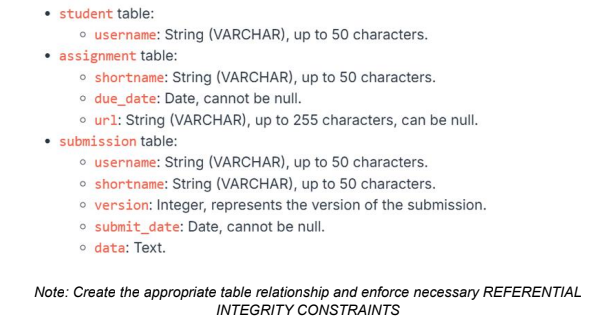 • student table:
◦ username: String (VARCHAR), up to 50 characters.
• assignment table:
◦ shortname: String (VARCHAR), up to 50 characters.
◦ due_date: Date, cannot be null.
◦ url: String (VARCHAR), up to 255 characters, can be null.
• submission table:
◦ username: String (VARCHAR), up to 50 characters.
◦ shortname: String (VARCHAR), up to 50 characters.
◦ version: Integer, represents the version of the submission.
◦ submit_date: Date, cannot be null.
◦ data: Text.
Note: Create the appropriate table relationship and enforce necessary REFERENTIAL
INTEGRITY CONSTRAINTS